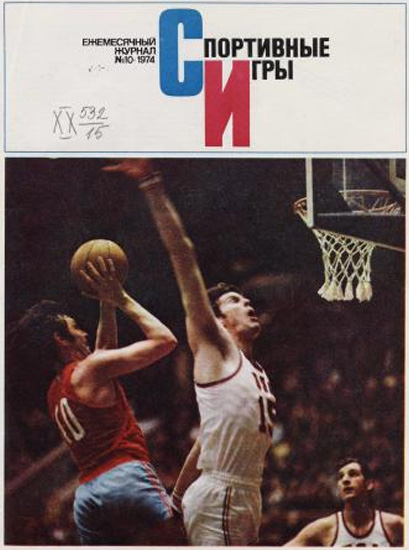 ЕЖЕМЕСЯЧНЫЙ
ЖУРНАЛ
№10·1974
СПОРТИВНЫЕ
ИГРЫ
XX 532/15
10
15